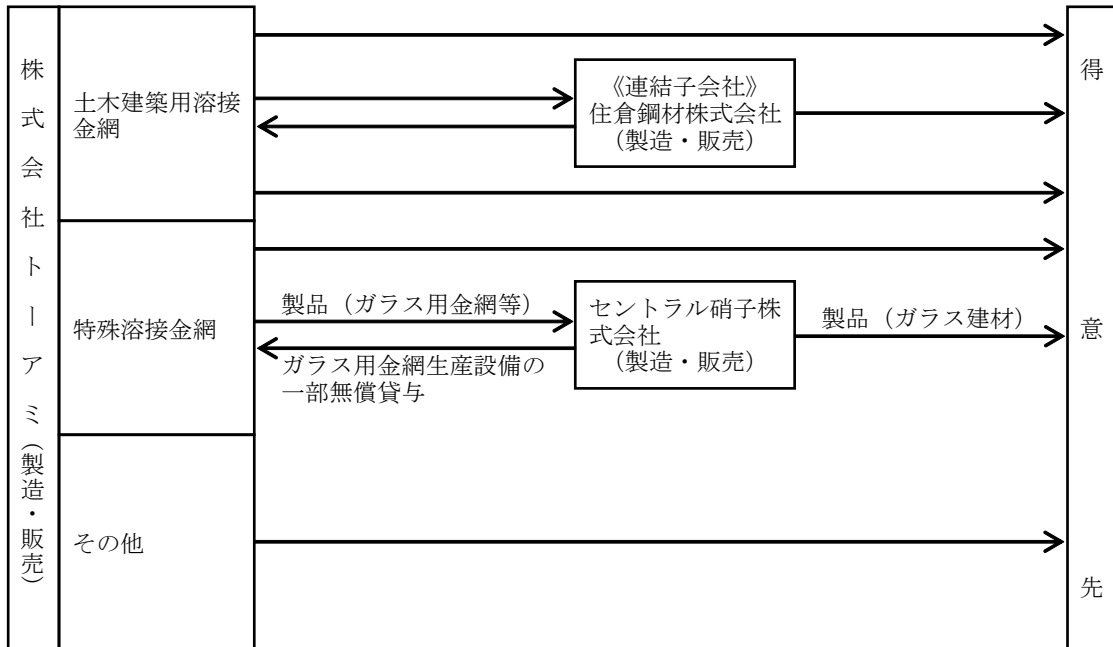 株式会社トーアミ(製造・販売)
土木建築用溶接
金網
《連結子会社》
住倉鋼材株式会社
(製造・販売)
特殊溶接金網
製品(ガラス用金網等)
ガラス用金網生産設備の
一部無償貸与
セントラル硝子株
式会社
(製造・販売)
製品(ガラス建材)
その他
得意先